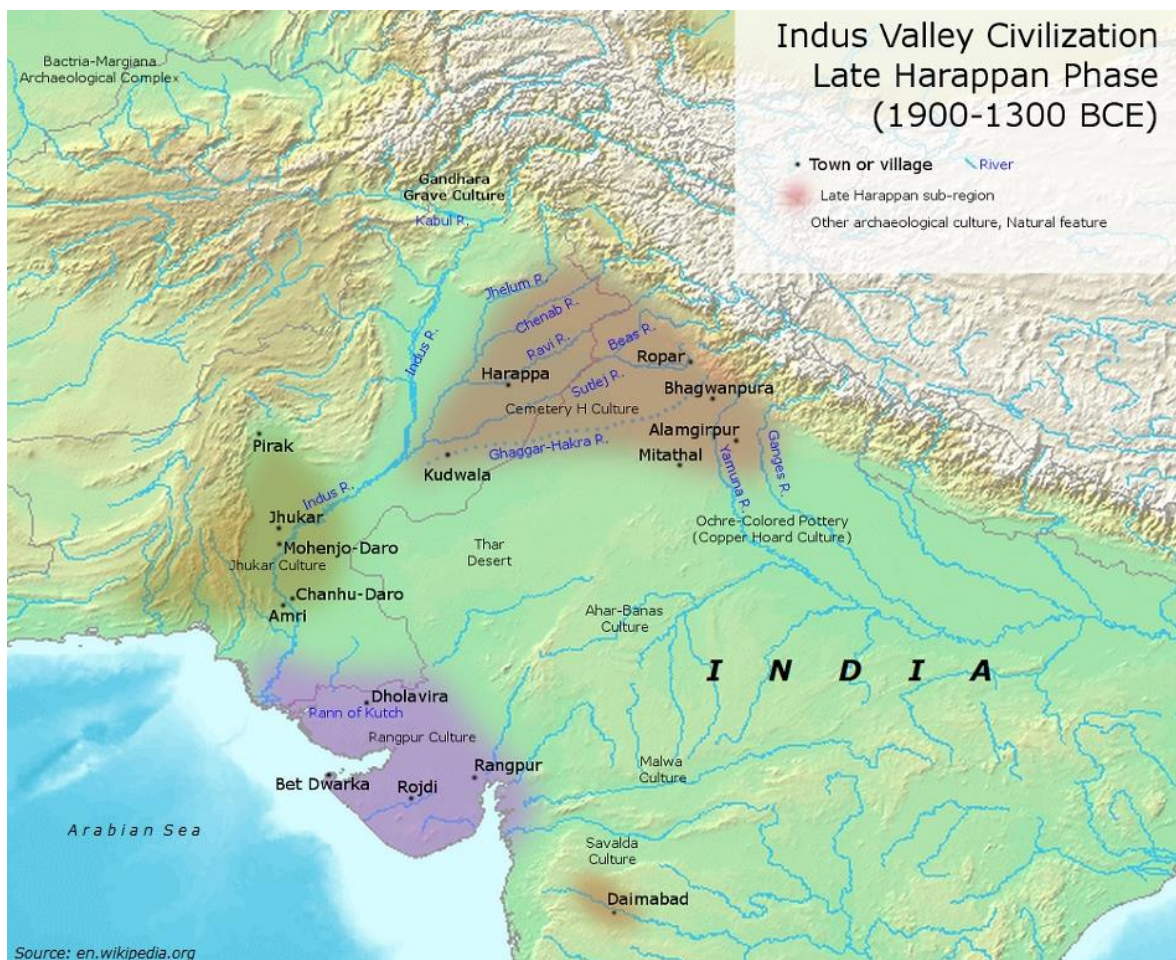 Indus Valley Civilization
Late Harappan Phase
(1900-1300 BCE)
Town or village
River
Late Harappan sub-region
Other archaeological culture, Natural feature
Bactria-Margiana
Archaeological Complex
Gandhara
Grave Culture
Kabul R.
Jhelum R.
Chenab R.
Indus R.
Ravi R.
Beas R.
Ropar
Harappa
Sutlej R.
Bhagwanpura
Cemetery H Culture
Pirak
Ghaggar-Hakra R.
Alamgirpur
Kudwala
Mitathal
Yamuna R.
Ganges R.
Indus R.
Jhukar
Mohenjo-Daro
Jhukar Culture
Thar
Desert
Ochre-Colored Pottery
(Copper Hoard Culture)
Chanhu-Daro
Amri
Ahar-Banas
Culture
INDIA
Dholavira
Rann of Kutch
Rangpur Culture
Bet Dwarka
Rojdi
Rangpur
Malwa
Culture
Arabian Sea
Savalda
Culture
Daimabad
Source: en.wikipedia.org